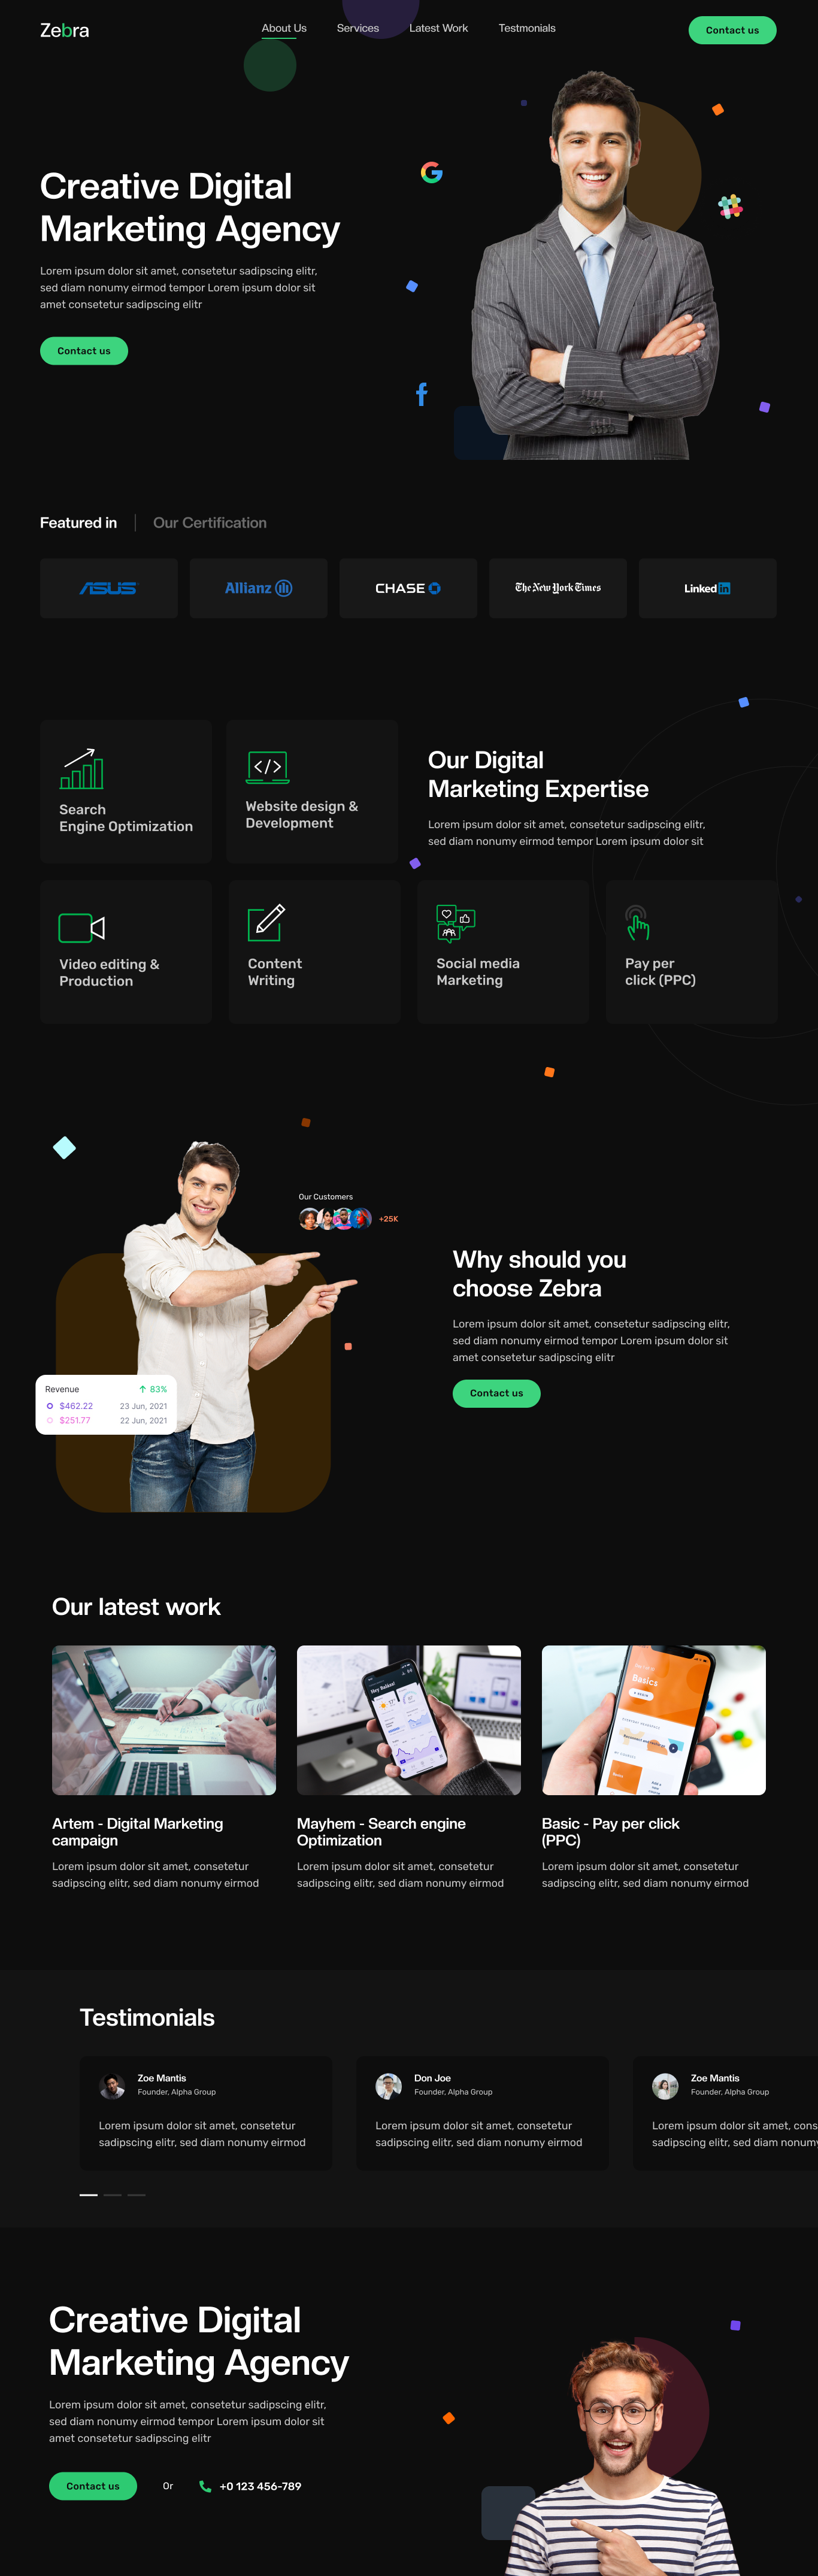 Zebra
About Us
Services
Latest Work
Testmonials
Contact us
Creative Digital
Marketing Agency
Lorem ipsum dolor sit amet, consetetur sadipscing elitr,
sed diam nonumy eirmod tempor Lorem ipsum dolor sit
amet consetetur sadipscing elitr
Contact us
Featured in
Our Certification
ASUS
Allianz
CHASE
The New York Times
Linked in
Search
Engine Optimization
Website design &
Development
Our Digital
Marketing Expertise
Lorem ipsum dolor sit amet, consetetur sadipscing elitr,
sed diam nonumy eirmod tempor Lorem ipsum dolor sit
Video editing &
Production
Content
Writing
Social media
Marketing
Pay per
click (PPC)
Our Customers
+25K
Revenue
83%
$462.22
23 Jun, 2021
$251.77
22 Jun, 2021
Why should you
choose Zebra
Lorem ipsum dolor sit amet, consetetur sadipscing elitr,
sed diam nonumy eirmod tempor Lorem ipsum dolor sit
amet consetetur sadipscing elitr
Contact us
Our latest work
Basics
Artem - Digital Marketing
campaign
Lorem ipsum dolor sit amet, consetetur
sadipscing elitr, sed diam nonumy eirmod
Mayhem - Search engine
Optimization
Lorem ipsum dolor sit amet, consetetur
sadipscing elitr, sed diam nonumy eirmod
Basic - Pay per click
(PPC)
Lorem ipsum dolor sit amet, consetetur
sadipscing elitr, sed diam nonumy eirmod
Testimonials
Zoe Mantis
Founder, Alpha Group
Lorem ipsum dolor sit amet, consetetur
sadipscing elitr, sed diam nonumy eirmod
Don Joe
Founder, Alpha Group
Lorem ipsum dolor sit amet, consetetur
sadipscing elitr, sed diam nonumy eirmod
Zoe Mantis
Founder, Alpha Group
Lorem ipsum dolor sit amet, cons
sadipscing elitr, sed diam nonumy
Creative Digital
Marketing Agency
Lorem ipsum dolor sit amet, consetetur sadipscing elitr,
sed diam nonumy eirmod tempor Lorem ipsum dolor sit
amet consetetur sadipscing elitr
Contact us
Or
+0 123 456-789